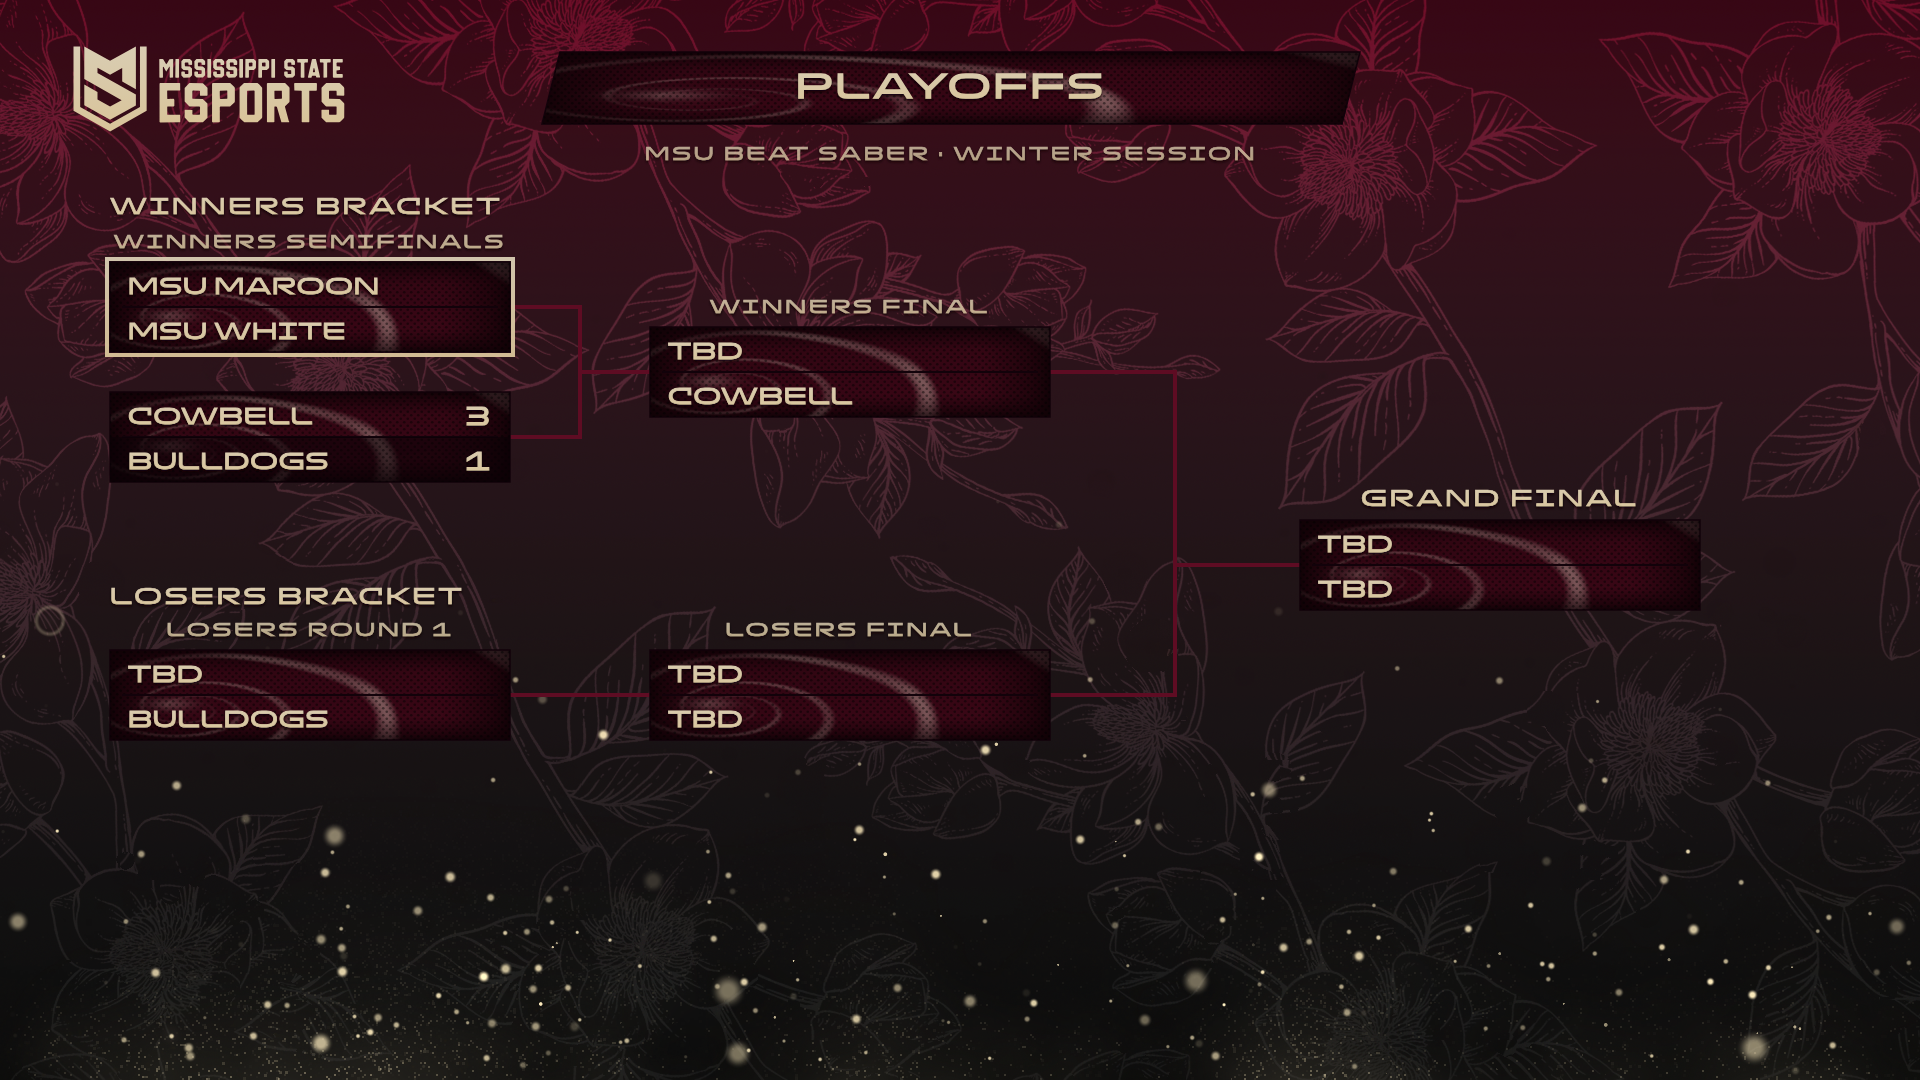 MISSISSIPPI STATE
ESPORTS
PLAYOFFS
MSU BEAT SABER · WINTER SESSION
WINNERS BRACKET
WINNERS SEMIFINALS
MSU MAROON
MSU WHITE
COWBELL 3
BULLDOGS 1
WINNERS FINAL
TBD
COWBELL
GRAND FINAL
TBD
TBD
LOSERS BRACKET
LOSERS ROUND 1
TBD
BULLDOGS
LOSERS FINAL
TBD
TBD